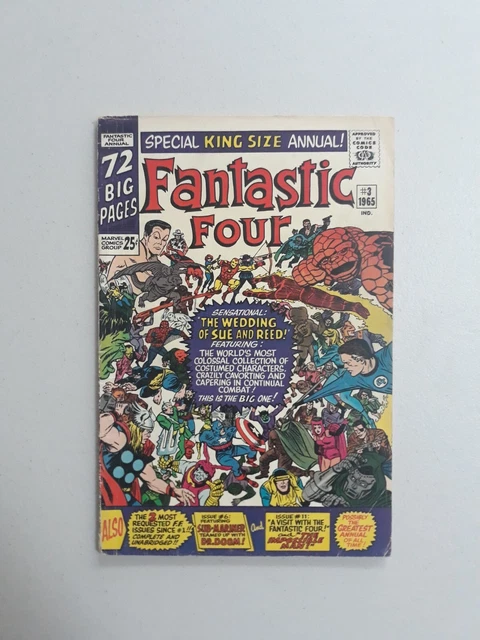 FANTASTIC
FOUR
ANNUAL
SPECIAL KING SIZE ANNUAL!
APPROVED
BY THE
COMICS
CODE
AUTHORITY
72
BIG
PAGES
MARVEL
COMICS
GROUP
25¢
Fantastic
Four
#3
1965
IND.
SENSATIONAL:
"THE WEDDING
OF SUE AND REED!"
FEATURING:
THE WORLD'S MOST
COLOSSAL COLLECTION OF
COSTUMED CHARACTERS,
CRAZILY CAVORTING AND
CAPERING IN CONTINUAL
COMBAT!
THIS IS THE BIG ONE!
ALSO
THE 2 MOST
REQUESTED F.F.
ISSUES SINCE #1!!
COMPLETE AND
UNABRIDGED!!
ISSUE #6:
FEATURING
SUB-MARINER
TEAMED UP WITH
DR. DOOM!
And
ISSUE #11:
"A VISIT WITH THE
FANTASTIC FOUR!"
and "THE
IMPOSSIBLE
MAN!"
POSSIBLY
THE
GREATEST
ANNUAL
OF ALL
TIME!